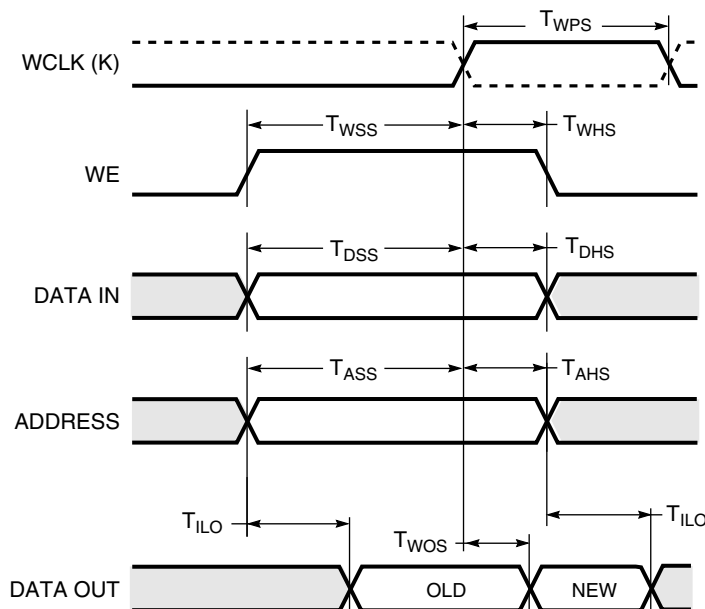 T_WPS
WCLK (K)
T_WSS T_WHS
WE
T_DSS T_DHS
DATA IN
T_ASS T_AHS
ADDRESS
T_ILO T_WOS T_ILO
DATA OUT OLD NEW